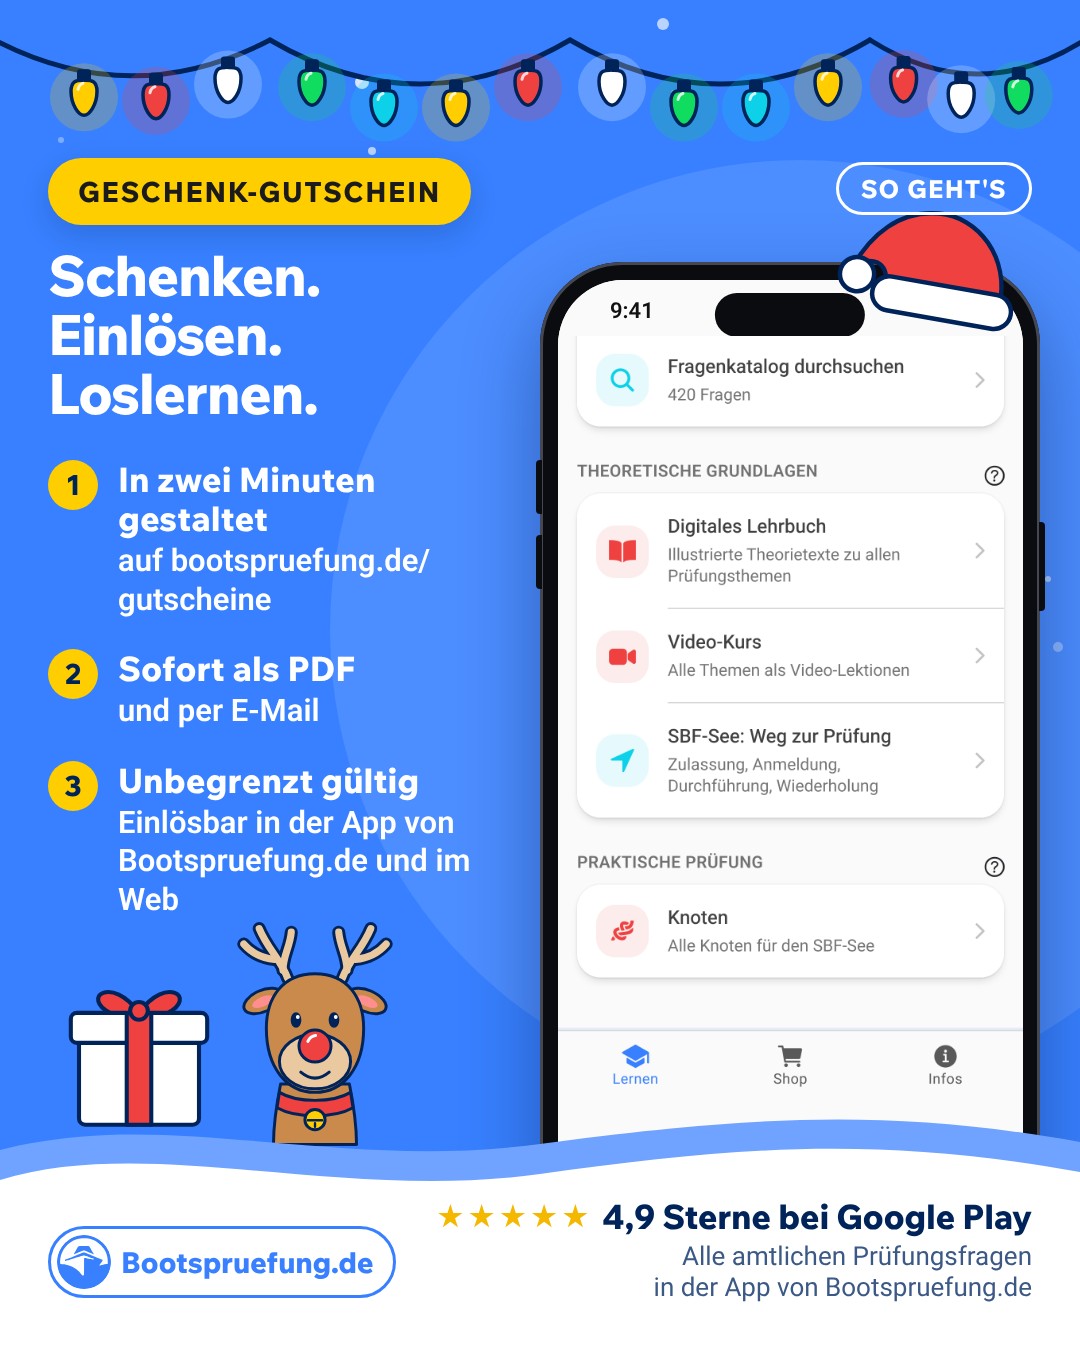 GESCHENK-GUTSCHEIN
SO GEHT'S
Schenken.
Einlösen.
Loslernen.
1
In zwei Minuten
gestaltet
auf bootspruefung.de/
gutscheine
2
Sofort als PDF
und per E-Mail
3
Unbegrenzt gültig
Einlösbar in der App von
Bootspruefung.de und im
Web
9:41
Fragenkatalog durchsuchen
420 Fragen
THEORETISCHE GRUNDLAGEN
Digitales Lehrbuch
Illustrierte Theorietexte zu allen
Prüfungsthemen
Video-Kurs
Alle Themen als Video-Lektionen
SBF-See: Weg zur Prüfung
Zulassung, Anmeldung,
Durchführung, Wiederholung
PRAKTISCHE PRÜFUNG
Knoten
Alle Knoten für den SBF-See
Lernen
Shop
Infos
Bootspruefung.de
★★★★★ 4,9 Sterne bei Google Play
Alle amtlichen Prüfungsfragen
in der App von Bootspruefung.de